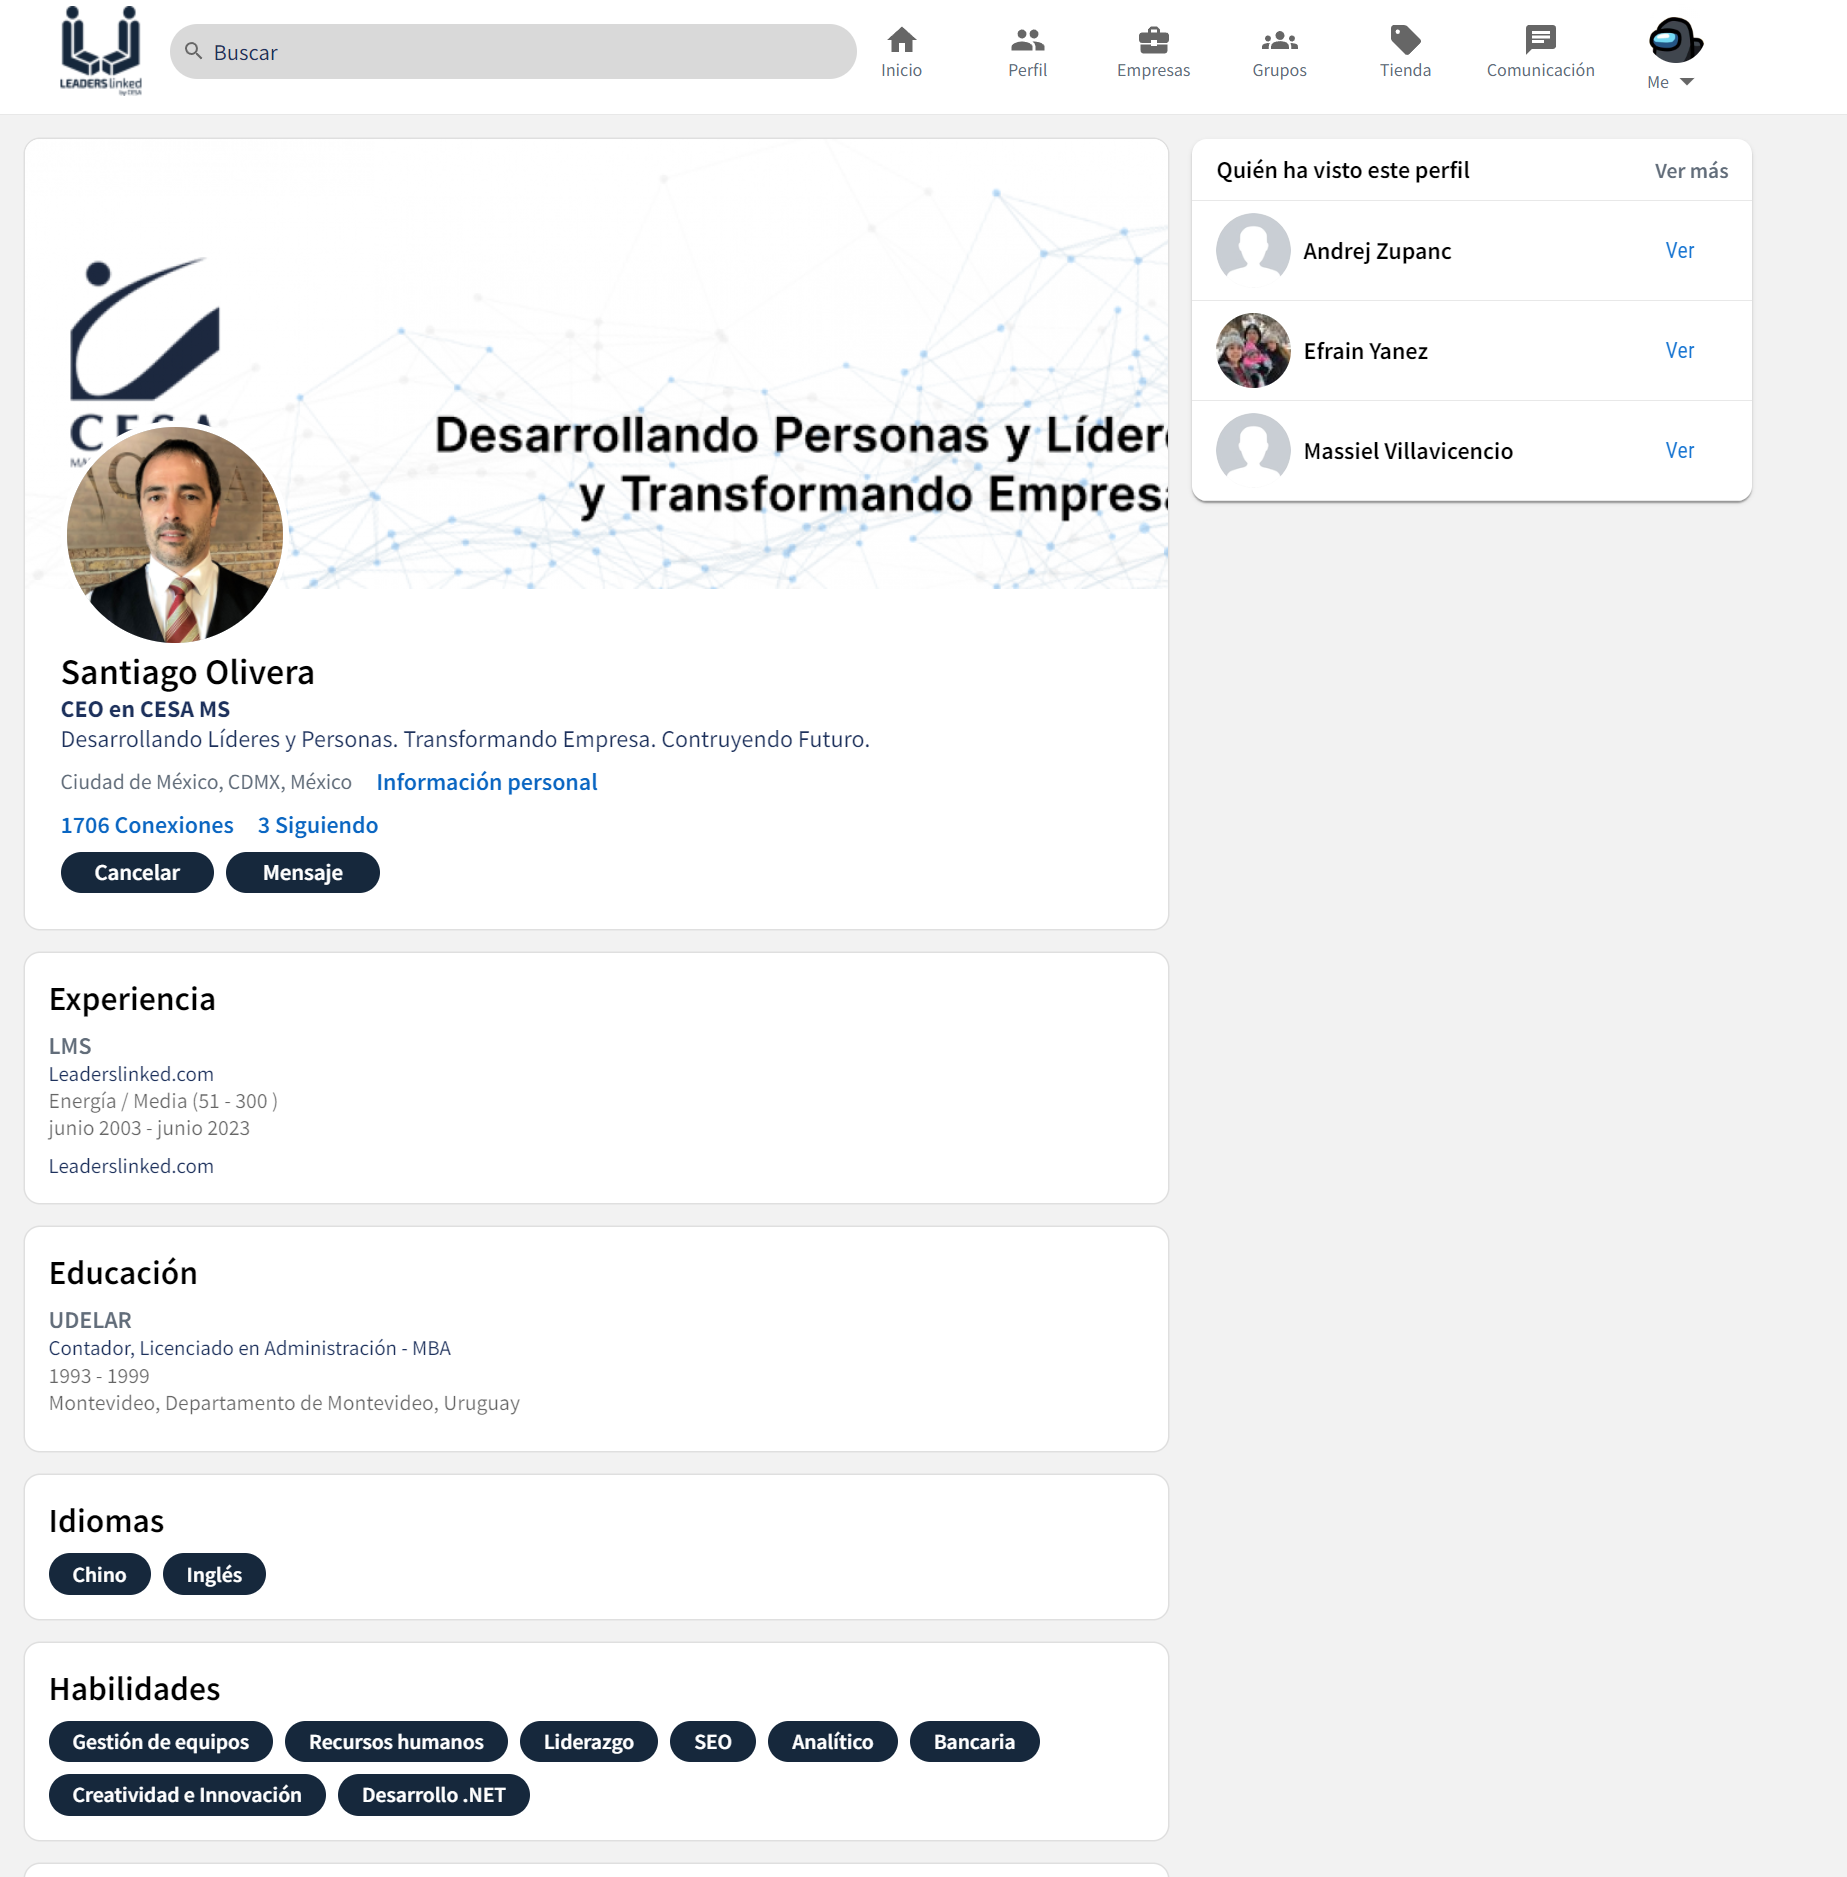 LEADERS linked
by CESA
Buscar
Inicio
Perfil
Empresas
Grupos
Tienda
Comunicación
Me
CESA
Desarrollando Personas y Lídere
y Transformando Empresa
Santiago Olivera
CEO en CESA MS
Desarrollando Líderes y Personas. Transformando Empresa. Contruyendo Futuro.
Ciudad de México, CDMX, México Información personal
1706 Conexiones 3 Siguiendo
Cancelar Mensaje
Experiencia
LMS
Leaderslinked.com
Energía / Media (51 - 300 )
junio 2003 - junio 2023
Leaderslinked.com
Educación
UDELAR
Contador, Licenciado en Administración - MBA
1993 - 1999
Montevideo, Departamento de Montevideo, Uruguay
Idiomas
Chino Inglés
Habilidades
Gestión de equipos Recursos humanos Liderazgo SEO Analítico Bancaria
Creatividad e Innovación Desarrollo .NET
Quién ha visto este perfil Ver más
Andrej Zupanc Ver
Efrain Yanez Ver
Massiel Villavicencio Ver